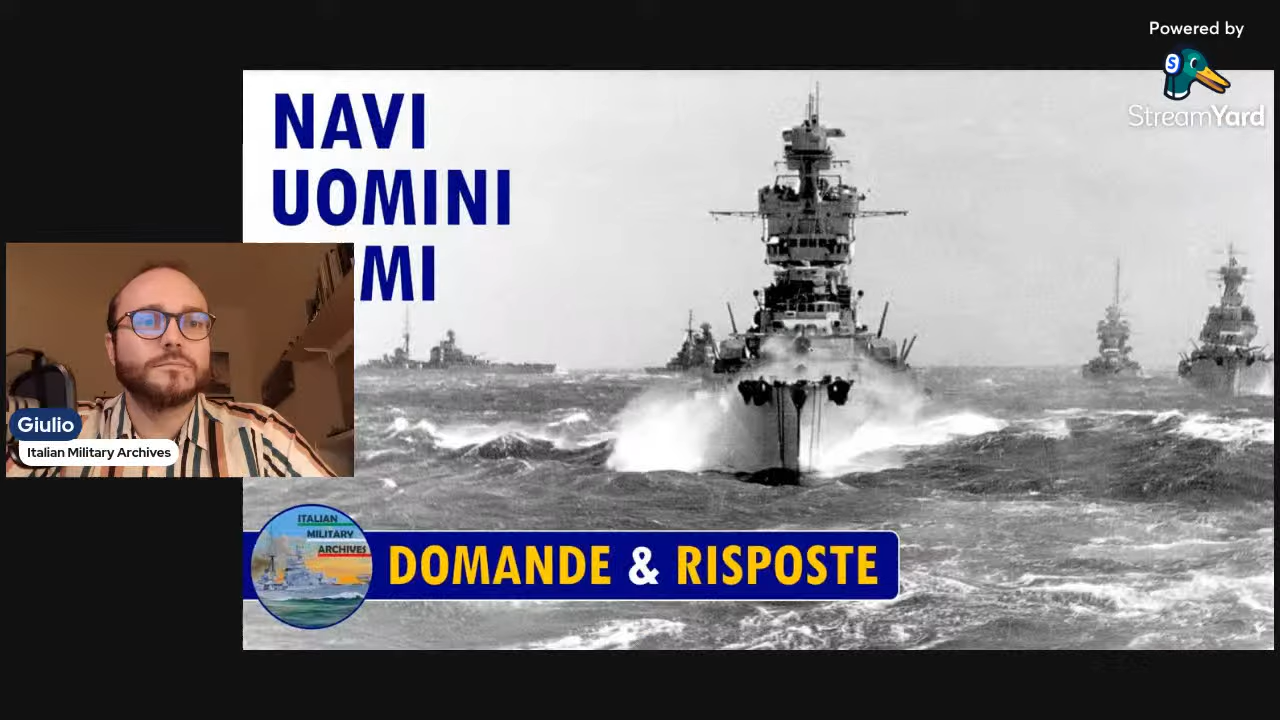 Powered by
StreamYard
NAVI
UOMINI
MI
Giulio
Italian Military Archives
ITALIAN
MILITARY
ARCHIVES
DOMANDE & RISPOSTE